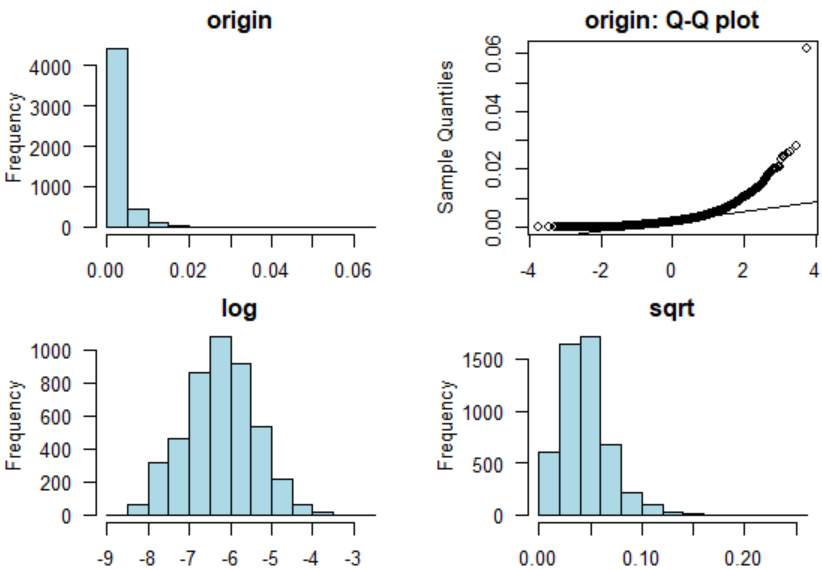 origin
Frequency
4000
3000
2000
1000
0
0.00 0.02 0.04 0.06
origin: Q-Q plot
Sample Quantiles
0.06
0.04
0.02
0.00
-4 -2 0 2 4
log
Frequency
1000
800
600
400
200
0
-9 -8 -7 -6 -5 -4 -3
sqrt
Frequency
1500
1000
500
0
0.00 0.10 0.20